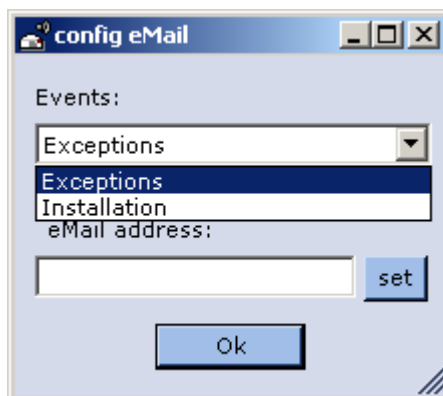 config eMail
Events:
Exceptions
Exceptions
Installation
eMail address:
set
Ok